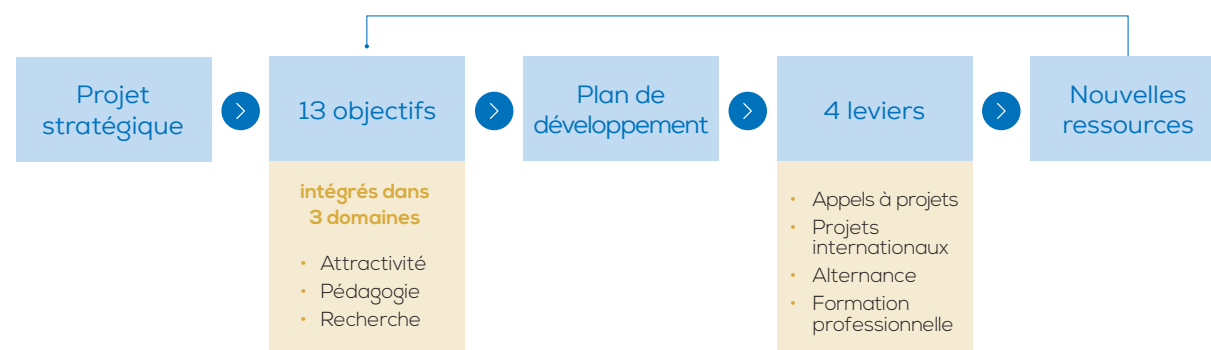 Projet
stratégique
13 objectifs
intégrés dans
3 domaines
• Attractivité
• Pédagogie
• Recherche
Plan de
développement
4 leviers
• Appels à projets
• Projets
internationaux
• Alternance
• Formation
professionnelle
Nouvelles
ressources